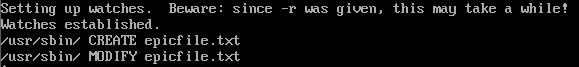 Setting up watches.  Beware: since -r was given, this may take a while!
Watches established.
/usr/sbin/ CREATE epicfile.txt
/usr/sbin/ MODIFY epicfile.txt